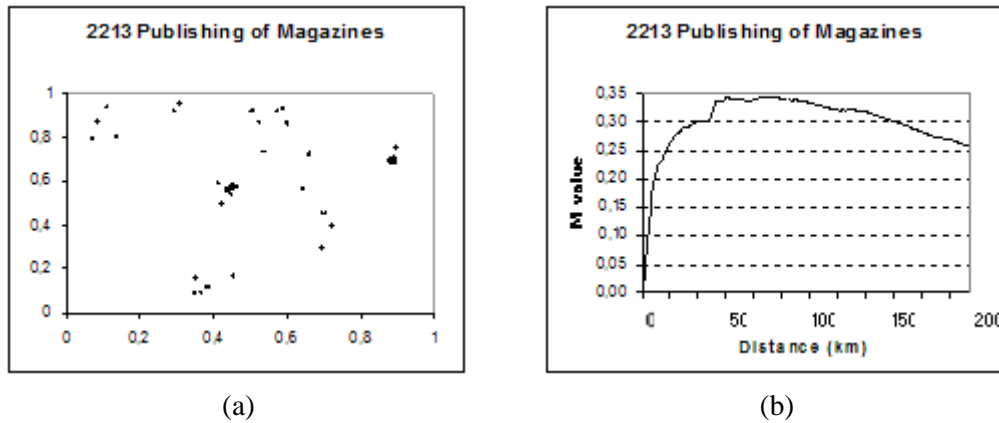 2213 Publishing of Magazines
1
0,8
0,6
0,4
0,2
0
0 0,2 0,4 0,6 0,8 1
(a)
2213 Publishing of Magazines
M value
0,35
0,30
0,25
0,20
0,15
0,10
0,05
0,00
0 50 100 150 200
Distance (km)
(b)